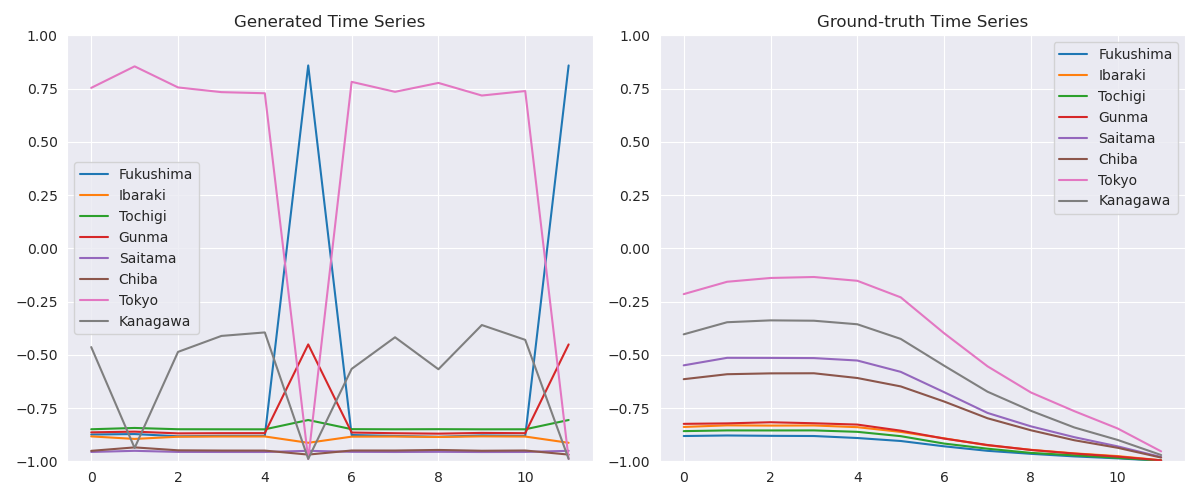 Generated Time Series
1.00
0.75
0.50
0.25
0.00
−0.25
−0.50
−0.75
−1.00
0 2 4 6 8 10
Fukushima
Ibaraki
Tochigi
Gunma
Saitama
Chiba
Tokyo
Kanagawa
Ground-truth Time Series
1.00
0.75
0.50
0.25
0.00
−0.25
−0.50
−0.75
−1.00
0 2 4 6 8 10
Fukushima
Ibaraki
Tochigi
Gunma
Saitama
Chiba
Tokyo
Kanagawa